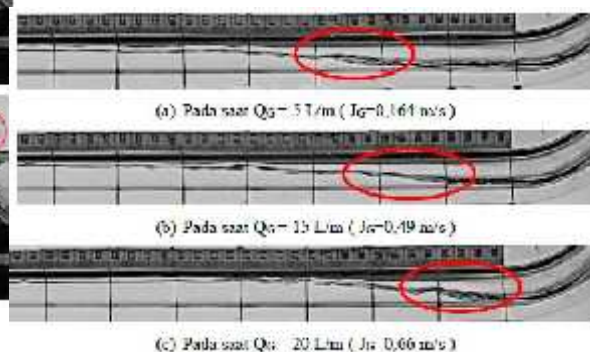 (a) Pada saat QG = 5 L/m ( JG=0,164 m/s )
(b) Pada saat QG = 15 L/m ( JG=0,49 m/s )
(c) Pada saat QG 20 L/m ( JG 0,66 m/s )